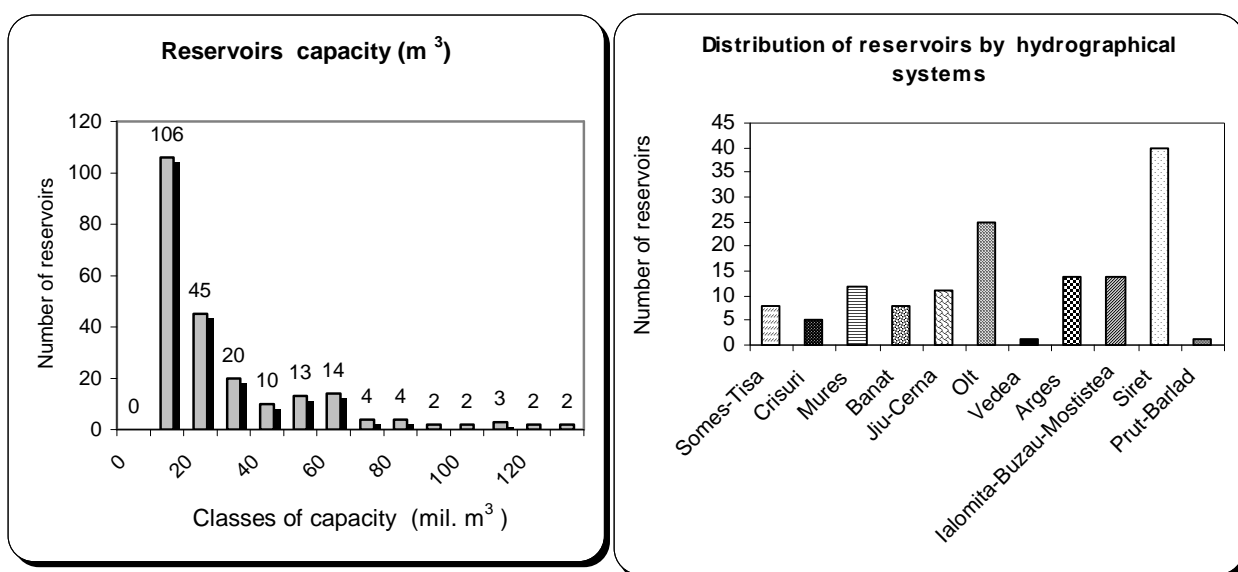 Reservoirs capacity (m 3)
Number of reservoirs
120
100
80
60
40
20
0
0
106
45
20
10
13
14
4
4
2
2
3
2
2
0
20
40
60
80
100
120
Classes of capacity (mil. m3 )
Distribution of reservoirs by hydrographical
systems
Number of reservoirs
45
40
35
30
25
20
15
10
5
0
Somes-Tisa
Crisuri
Mures
Banat
Jiu-Cerna
Olt
Vedea
Arges
Ialomita-Buzau-Mostistea
Siret
Prut-Barlad